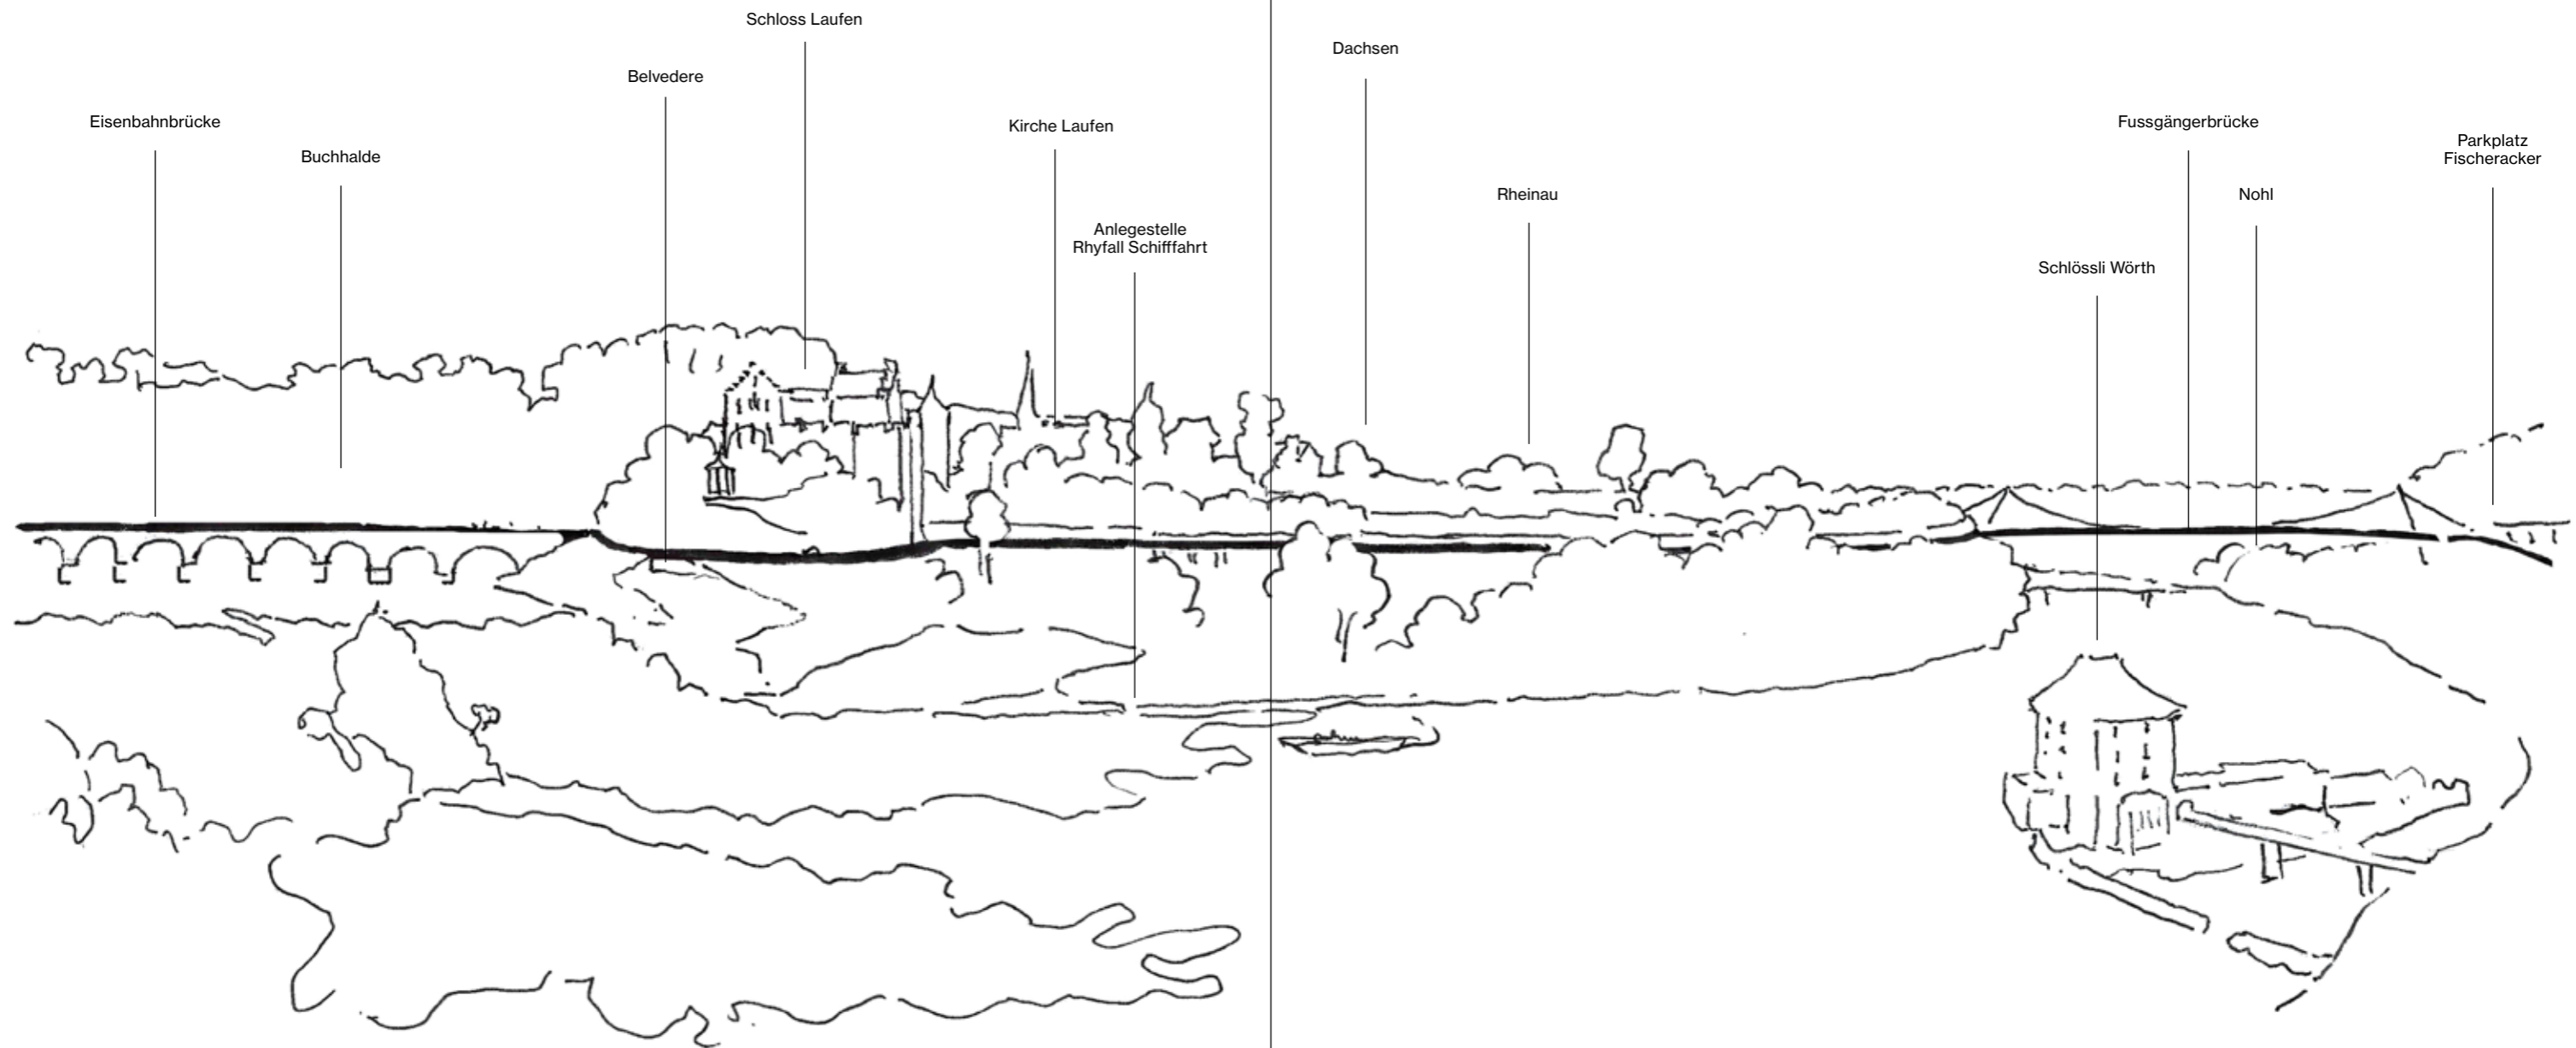 Schloss Laufen
Dachsen
Belvedere
Eisenbahnbrücke
Kirche Laufen
Fussgängerbrücke
Parkplatz
Fischeracker
Buchhalde
Rheinau
Nohl
Anlegestelle
Rhyfall Schifffahrt
Schlössli Wörth